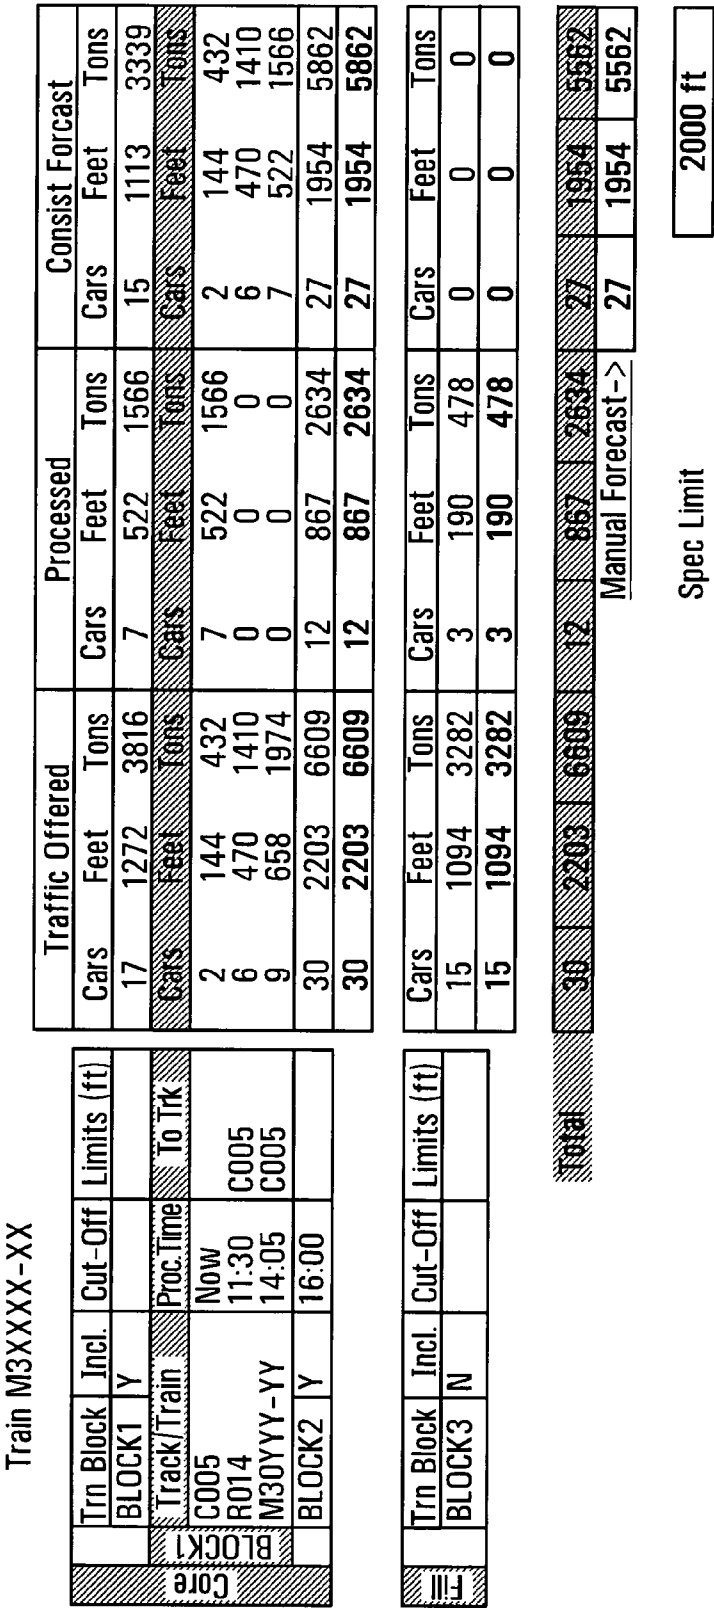 Train M3XXXX-XX
Traffic Offered Processed Consist Forcast
Trn Block Incl. Cut-Off Limits (ft) Cars Feet Tons Cars Feet Tons Cars Feet Tons
BLOCK1 Y 17 1272 3816 7 522 1566 15 1113 3339
Track/Train Proc.Time To Trk Cars Feet Tons Cars Feet Tons Cars Feet Tons
C005 Now 2 144 432 7 522 1566 2 144 432
R014 11:30 C005 6 470 1410 0 0 0 6 470 1410
M30YYY-YY 14:05 C005 9 658 1974 0 0 0 7 522 1566
BLOCK2 Y 16:00 30 2203 6609 12 867 2634 27 1954 5862
30 2203 6609 12 867 2634 27 1954 5862
Core
BLOCK1
Trn Block Incl. Cut-Off Limits (ft) Cars Feet Tons Cars Feet Tons Cars Feet Tons
BLOCK3 N 15 1094 3282 3 190 478 0 0 0
15 1094 3282 3 190 478 0 0 0
Fill
Total 30 2203 6609 12 867 2634 27 1954 5562
Manual Forecast-> 27 1954 5562
Spec Limit 2000 ft